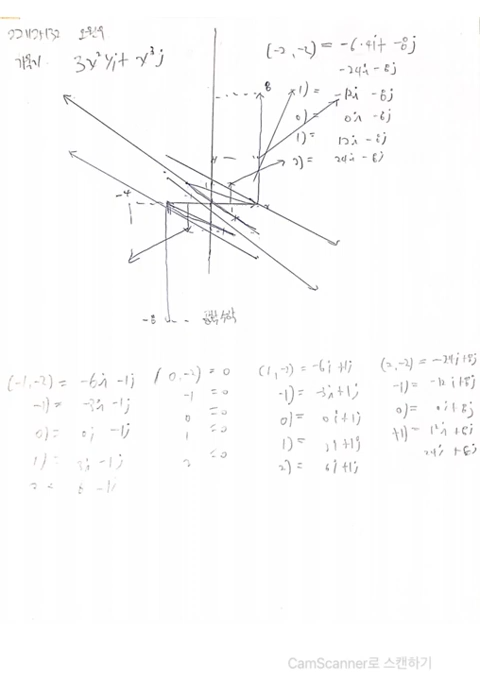 3x²yi + x³j
(-2, -2) = -6·4i + -8j
-24i - 8j
1) = -12i - 8j
0) = 0i - 8j
1) = 12i - 8j
2) = 24i - 8j
8
-4
-8
(-1, -2) = -6i -1j
-1) = -3i -1j
0) = 0i -1j
1) = 3i -1j
2 = 6 -1j
(0, -2) = 0
-1 = 0
0 = 0
1 = 0
2 = 0
(1, -2) = -6i +1j
-1) = -3i +1j
0) = 0i +1j
1) = 3i +1j
2) = 6i +1j
(2, -2) = -24i +8j
-1) = -12i +8j
0) = 0i +8j
+1) = 12i +8j
24i +8j
CamScanner로 스캔하기